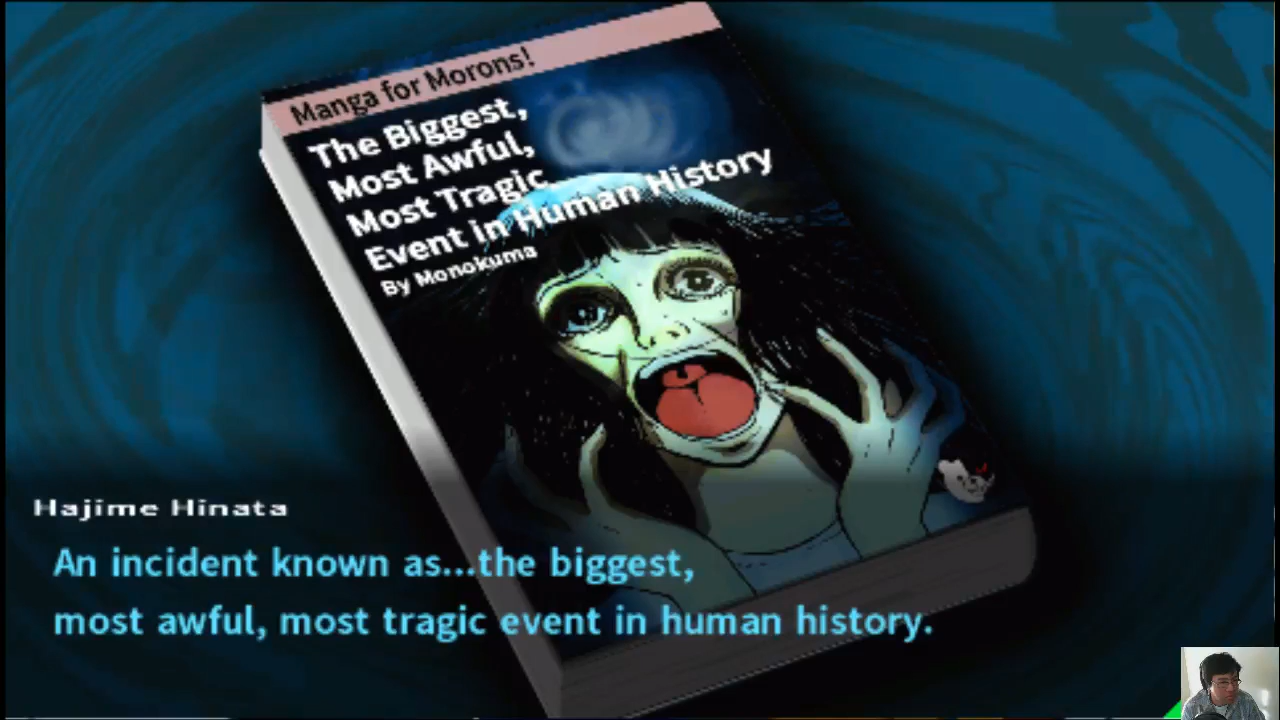 Manga for Morons!
The Biggest,
Most Awful,
Most Tragic,
Event in Human History
By Monokuma
Hajime Hinata
An incident known as...the biggest,
most awful, most tragic event in human history.